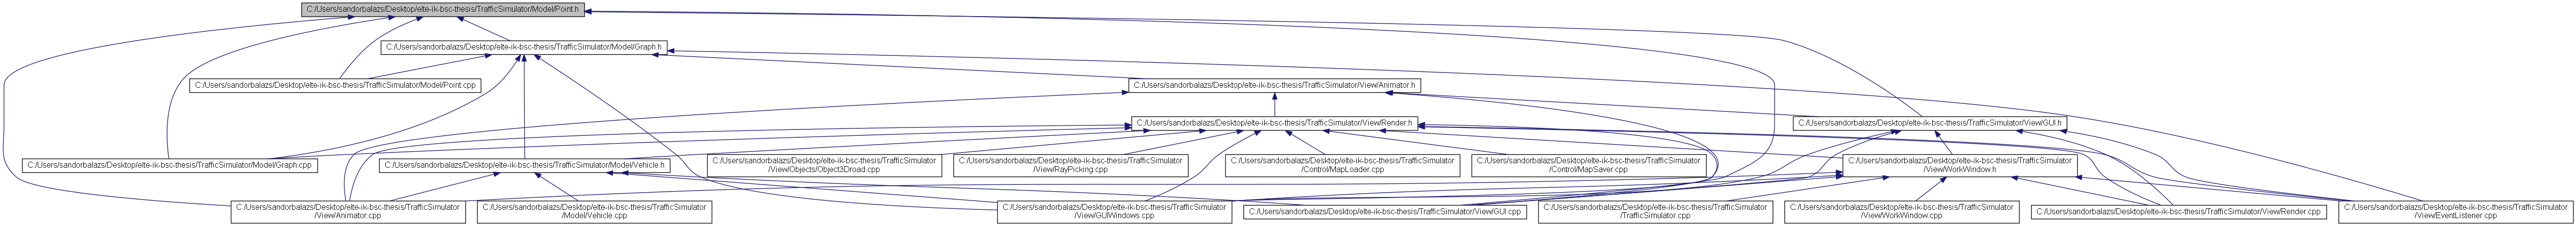 C:/Users/sandorbalazs/Desktop/elte-ik-bsc-thesis/TrafficSimulator/Model/Point.h
C:/Users/sandorbalazs/Desktop/elte-ik-bsc-thesis/TrafficSimulator/Model/Graph.h
C:/Users/sandorbalazs/Desktop/elte-ik-bsc-thesis/TrafficSimulator/Model/Point.cpp
C:/Users/sandorbalazs/Desktop/elte-ik-bsc-thesis/TrafficSimulator/View/Animator.h
C:/Users/sandorbalazs/Desktop/elte-ik-bsc-thesis/TrafficSimulator/View/Render.h
C:/Users/sandorbalazs/Desktop/elte-ik-bsc-thesis/TrafficSimulator/View/GUI.h
C:/Users/sandorbalazs/Desktop/elte-ik-bsc-thesis/TrafficSimulator/Model/Graph.cpp
C:/Users/sandorbalazs/Desktop/elte-ik-bsc-thesis/TrafficSimulator/Model/Vehicle.h
C:/Users/sandorbalazs/Desktop/elte-ik-bsc-thesis/TrafficSimulator
/View/Objects/Object3Droad.cpp
C:/Users/sandorbalazs/Desktop/elte-ik-bsc-thesis/TrafficSimulator
/View/RayPicking.cpp
C:/Users/sandorbalazs/Desktop/elte-ik-bsc-thesis/TrafficSimulator
/Control/MapLoader.cpp
C:/Users/sandorbalazs/Desktop/elte-ik-bsc-thesis/TrafficSimulator
/Control/MapSaver.cpp
C:/Users/sandorbalazs/Desktop/elte-ik-bsc-thesis/TrafficSimulator
/View/WorkWindow.h
C:/Users/sandorbalazs/Desktop/elte-ik-bsc-thesis/TrafficSimulator
/View/Animator.cpp
C:/Users/sandorbalazs/Desktop/elte-ik-bsc-thesis/TrafficSimulator
/Model/Vehicle.cpp
C:/Users/sandorbalazs/Desktop/elte-ik-bsc-thesis/TrafficSimulator
/View/GUIWindows.cpp
C:/Users/sandorbalazs/Desktop/elte-ik-bsc-thesis/TrafficSimulator/View/GUI.cpp
C:/Users/sandorbalazs/Desktop/elte-ik-bsc-thesis/TrafficSimulator
/TrafficSimulator.cpp
C:/Users/sandorbalazs/Desktop/elte-ik-bsc-thesis/TrafficSimulator
/View/WorkWindow.cpp
C:/Users/sandorbalazs/Desktop/elte-ik-bsc-thesis/TrafficSimulator/View/Render.cpp
C:/Users/sandorbalazs/Desktop/elte-ik-bsc-thesis/TrafficSimulator
/View/EventListener.cpp